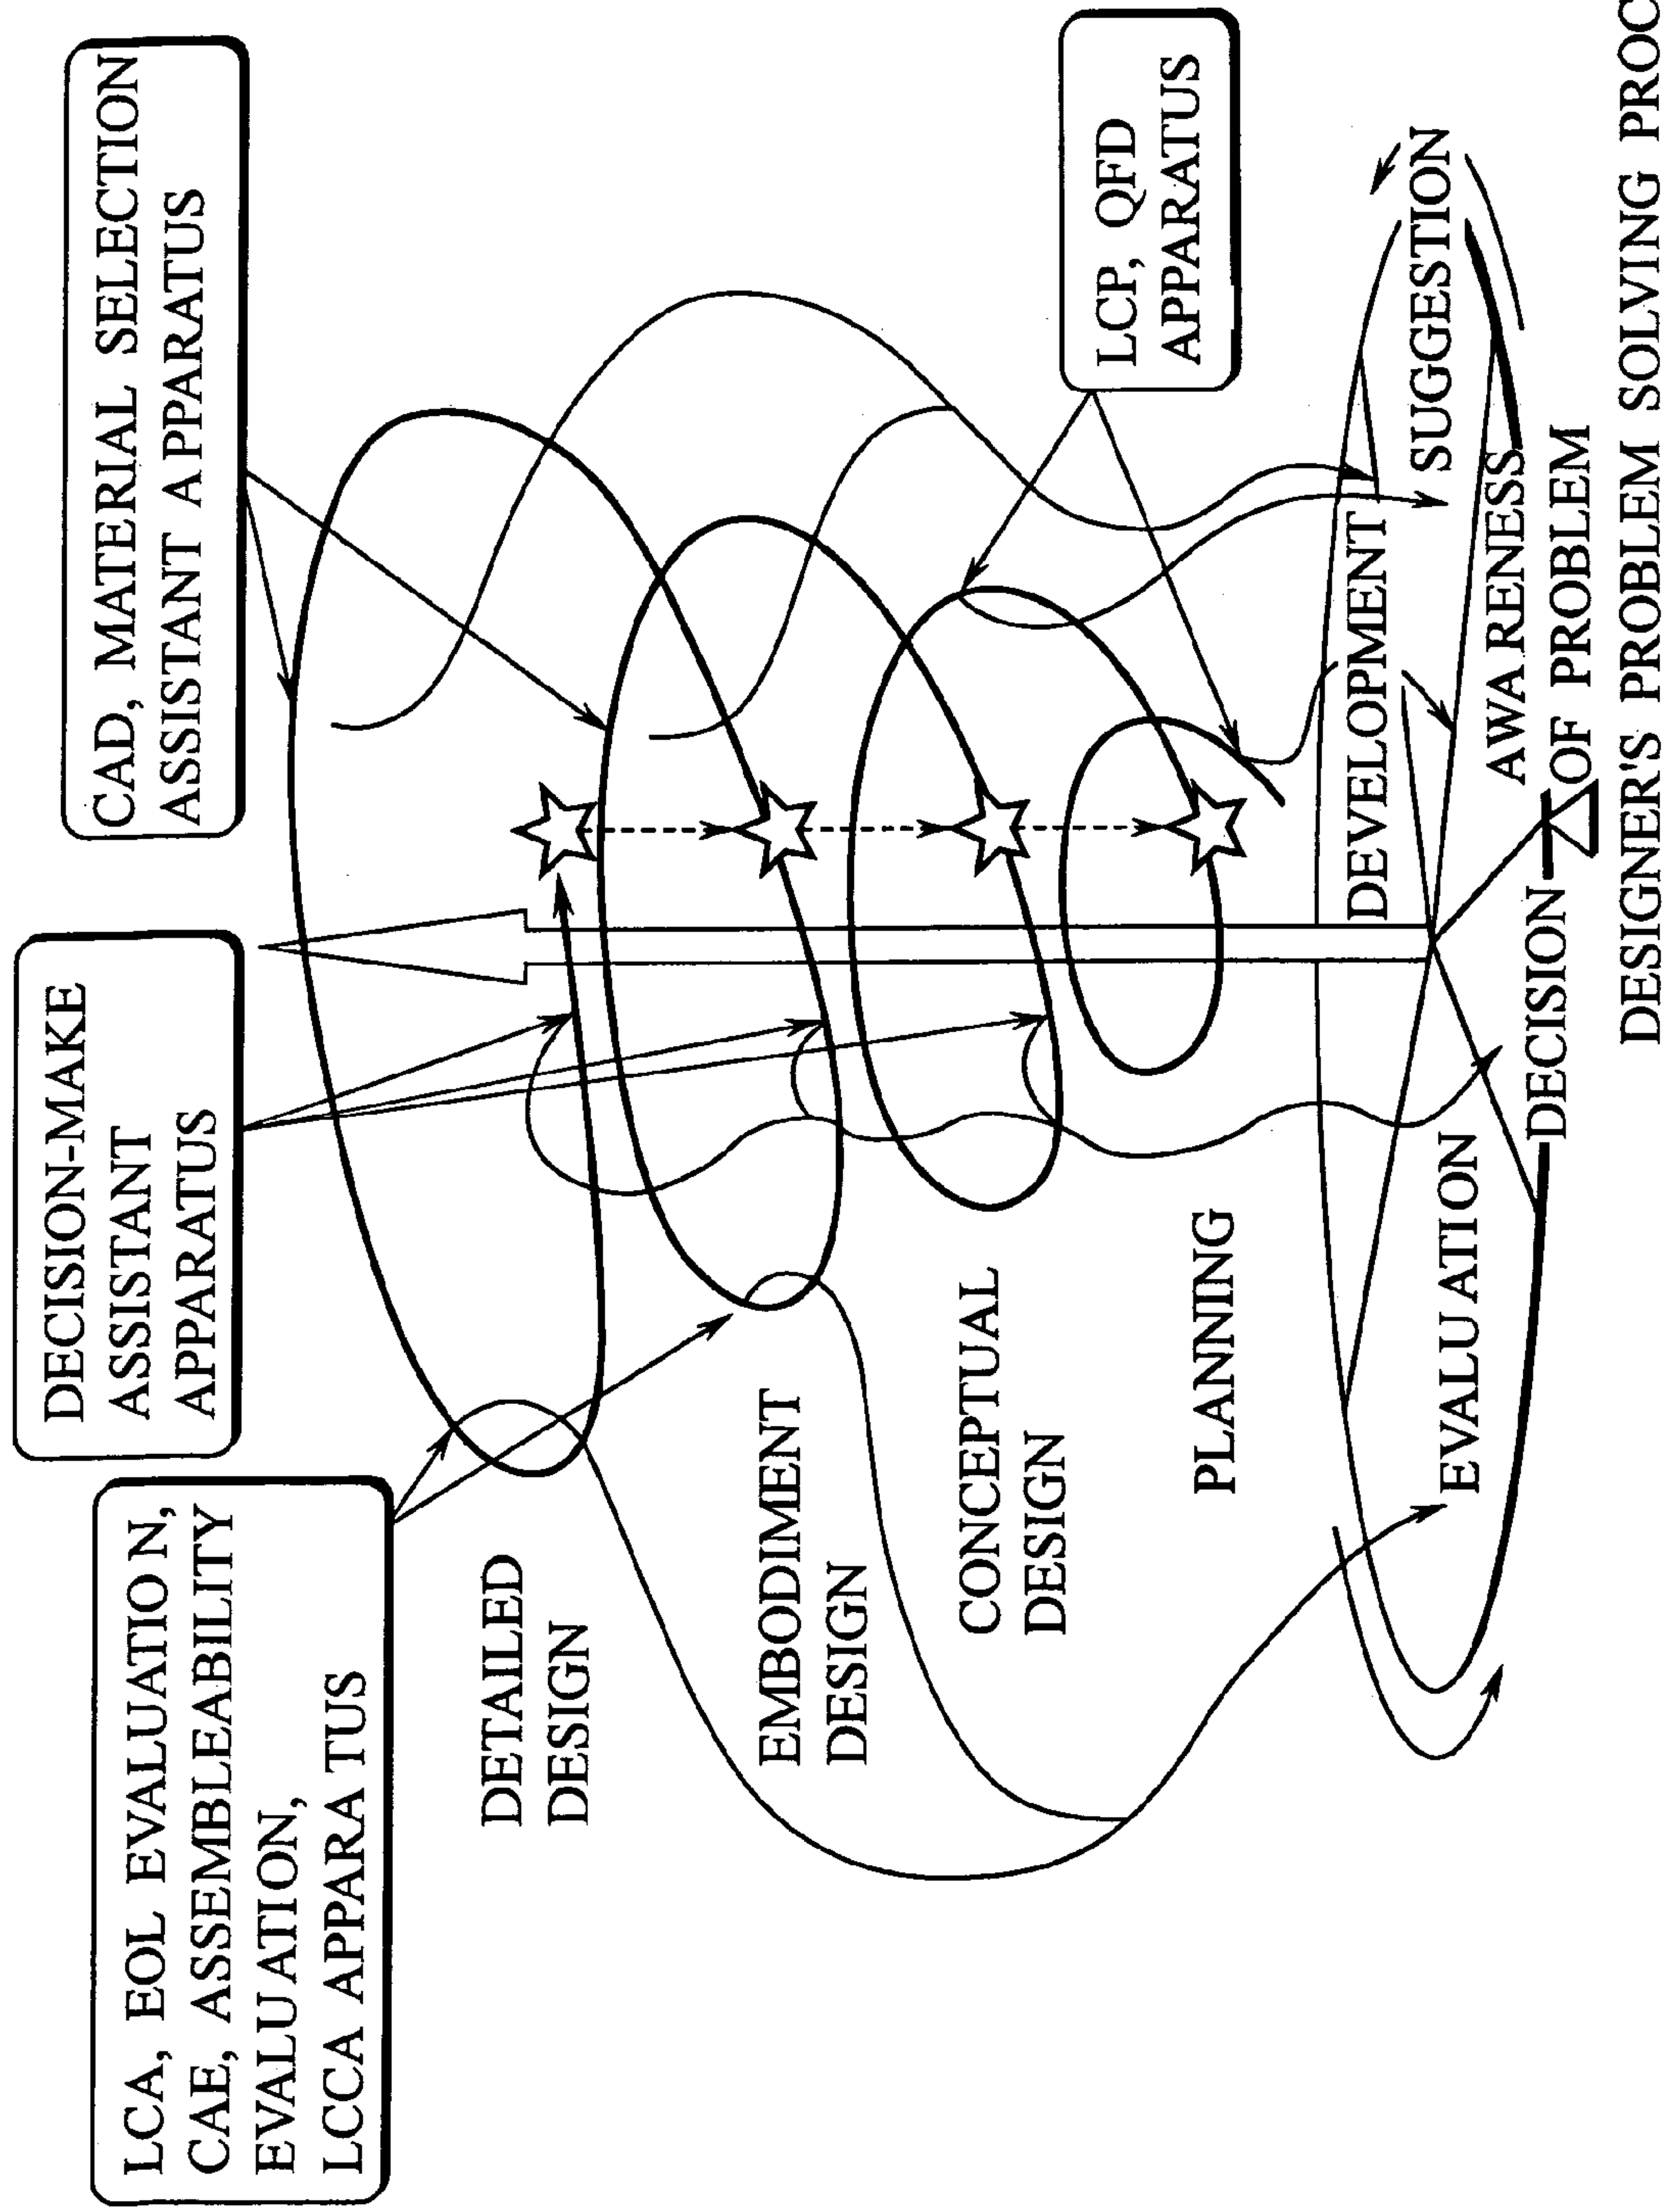 LCA, EOL EVALUATION,
CAE, ASSEMBLEABILITY
EVALUATION,
LCCA APPARATUS
DECISION-MAKE
ASSISTANT
APPARATUS
CAD, MATERIAL SELECTION
ASSISTANT APPARATUS
DETAILED
DESIGN
EMBODIMENT
DESIGN
CONCEPTUAL
DESIGN
LCP, QFD
APPARATUS
PLANNING
DEVELOPMENT
SUGGESTION
EVALUATION
AWARENESS
OF PROBLEM
DECISION
DESIGNER'S PROBLEM SOLVING PROC